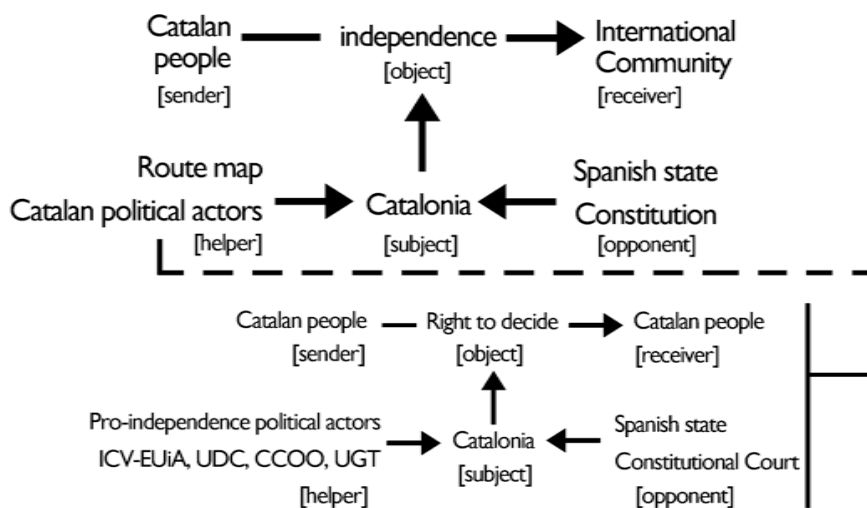 Catalan people
[sender]
independence
[object]
International Community
[receiver]
Route map
Catalan political actors
[helper]
Catalonia
[subject]
Spanish state
Constitution
[opponent]
Catalan people
[sender]
Right to decide
[object]
Catalan people
[receiver]
Pro-independence political actors
ICV-EUiA, UDC, CCOO, UGT
[helper]
Catalonia
[subject]
Spanish state
Constitutional Court
[opponent]